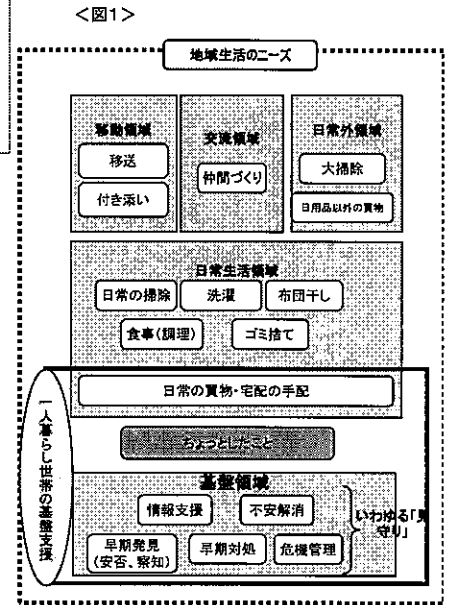 ＜図1＞
地域生活のニーズ
移動領域
移送
付き添い
交流領域
仲間づくり
日常外領域
大掃除
日用品以外の買物
日常生活領域
日常の掃除
洗濯
布団干し
食事（調理）
ゴミ捨て
日常の買物・宅配の手配
一人暮らし世帯の基盤支援
ちょっとしたこと
基盤領域
情報支援
不安解消
早期発見
（安否、察知）
早期対処
危機管理
いわゆる「見
守り」